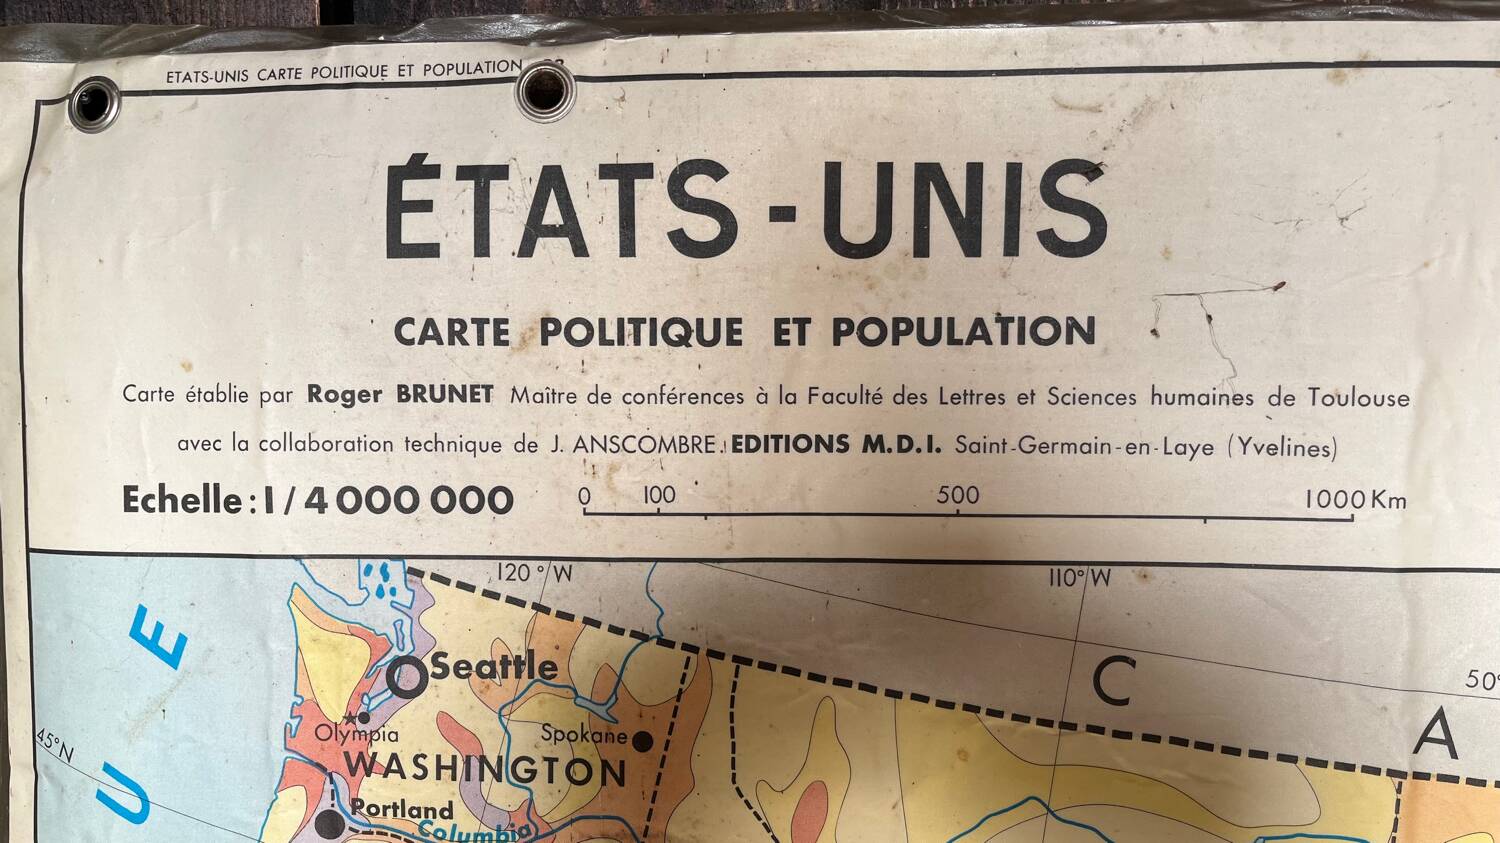 ETATS-UNIS CARTE POLITIQUE ET POPULATION
ÉTATS-UNIS
CARTE POLITIQUE ET POPULATION
Carte établie par Roger BRUNET Maître de conférences à la Faculté des Lettres et Sciences humaines de Toulouse
avec la collaboration technique de J. ANSCOMBRE. EDITIONS M.D.I. Saint-Germain-en-Laye (Yvelines)
Echelle: 1/4 000 000
0 100 500 1000 Km
120° W 110° W
50°
E
C
A
Seattle
Olympia
Spokane
45°N
WASHINGTON
U
Portland
Columbia